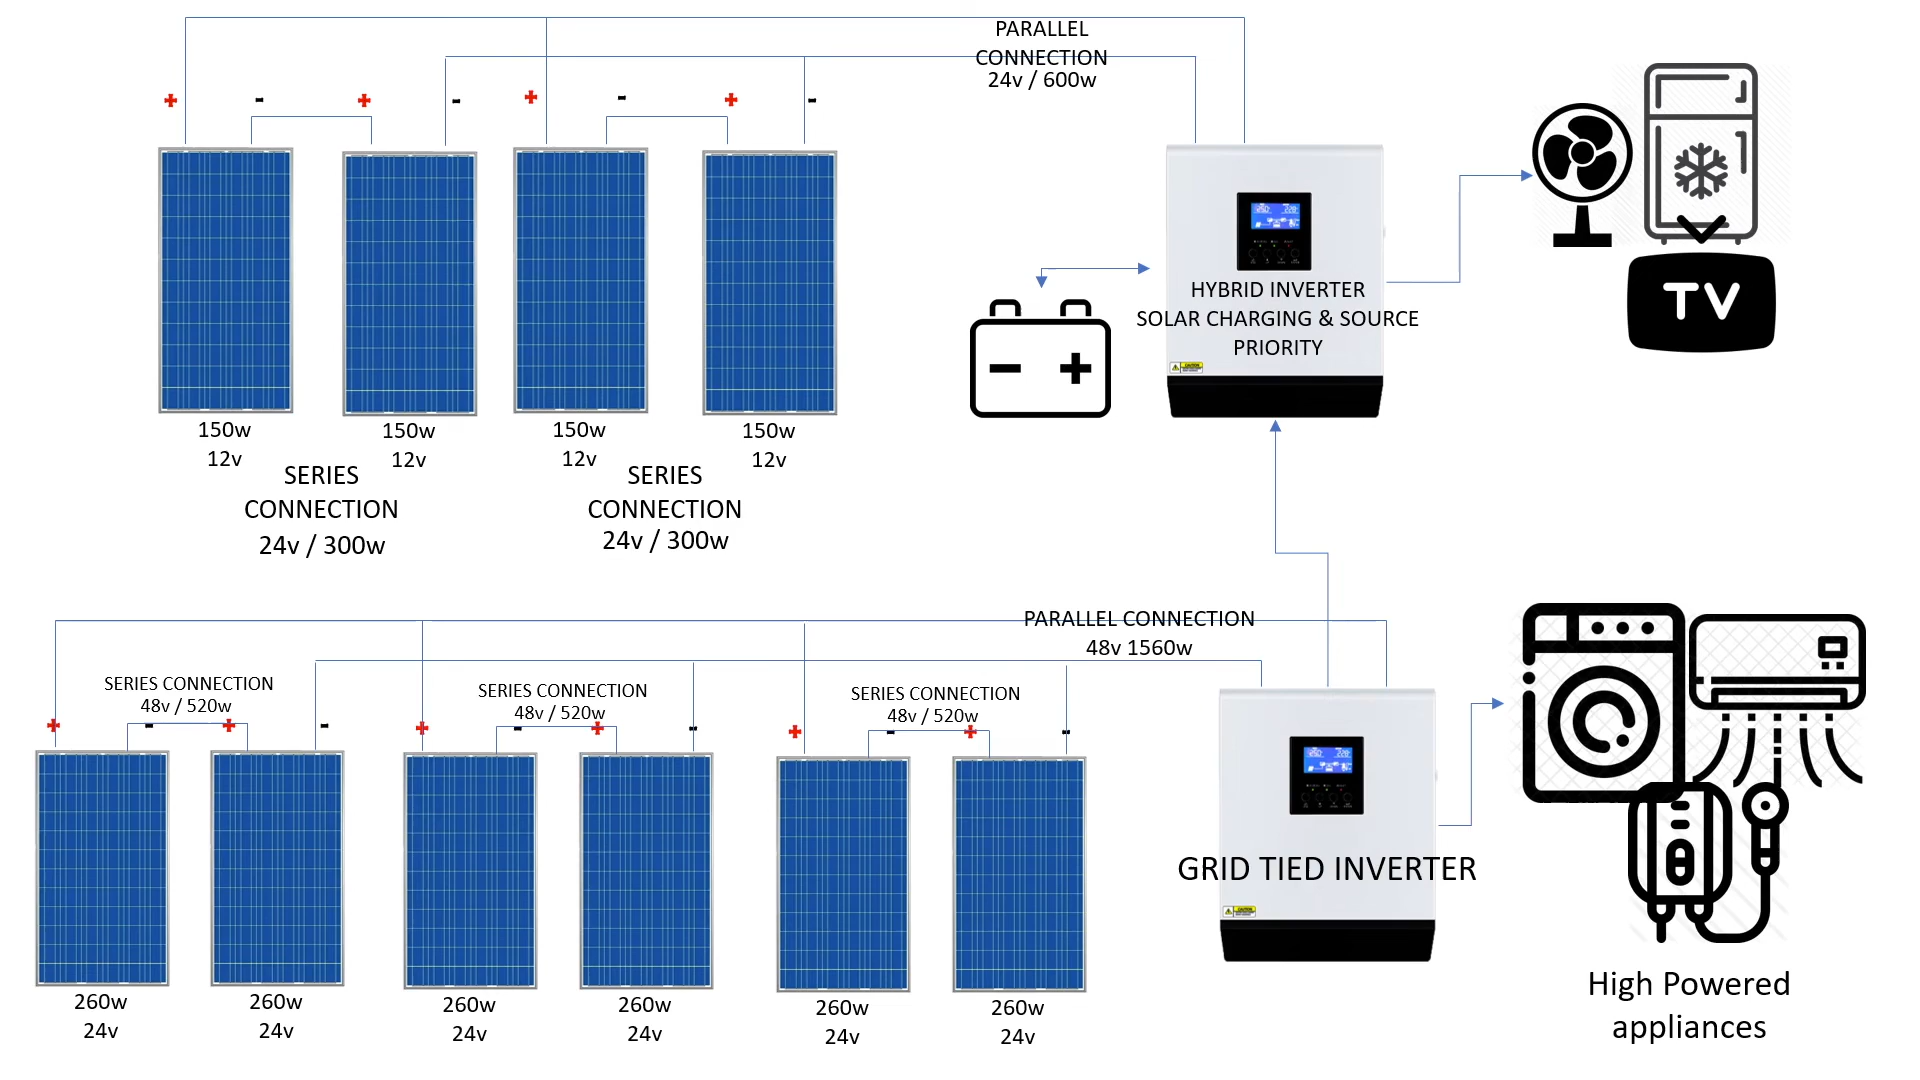 PARALLEL
CONNECTION
24v / 600w
150w
12v
150w
12v
150w
12v
150w
12v
SERIES
CONNECTION
24v / 300w
SERIES
CONNECTION
24v / 300w
HYBRID INVERTER
SOLAR CHARGING & SOURCE
PRIORITY
TV
PARALLEL CONNECTION
48v 1560w
SERIES CONNECTION
48v / 520w
SERIES CONNECTION
48v / 520w
SERIES CONNECTION
48v / 520w
260w
24v
260w
24v
260w
24v
260w
24v
260w
24v
260w
24v
GRID TIED INVERTER
High Powered
appliances